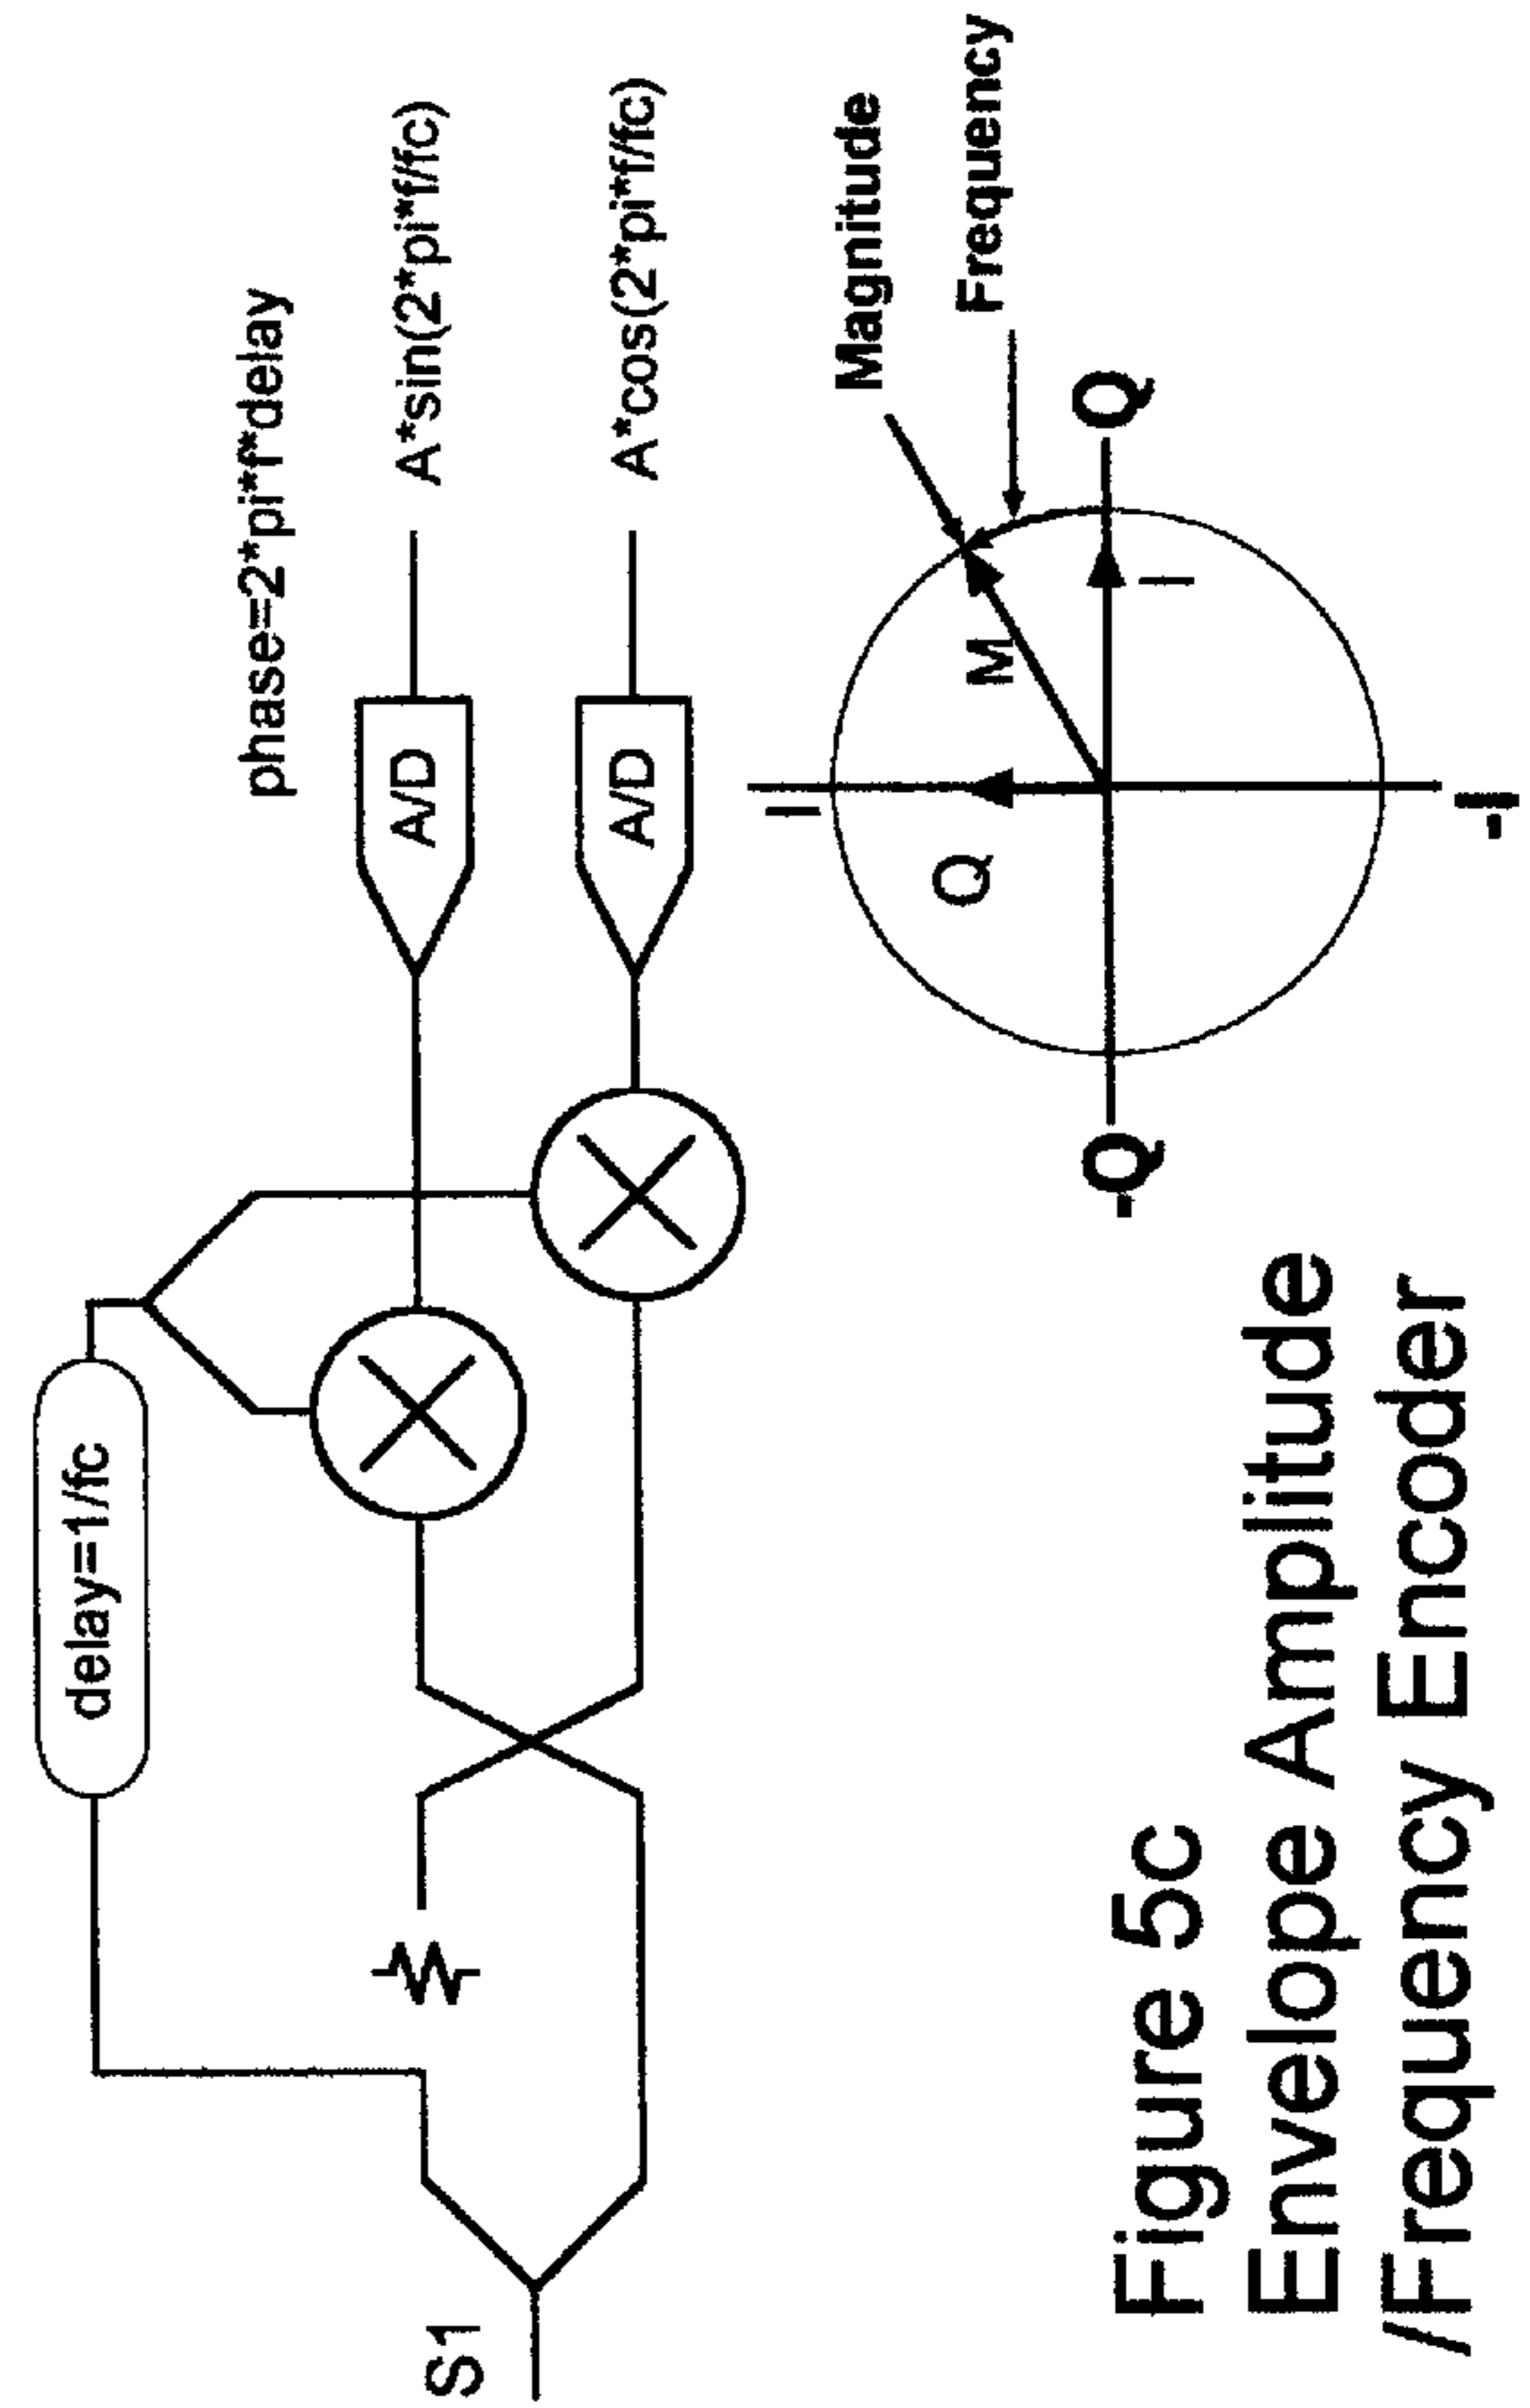 delay=1/fc
phase=2*pi*f*delay
S1
A/D
A*sin(2*pi*f/fc)
A/D
A*cos(2*pi*f/fc)
I
Magnitude
Q
M
Frequency
-Q
I
Q
-I
Figure 5c
Envelope Amplitude
/Frequency Encoder